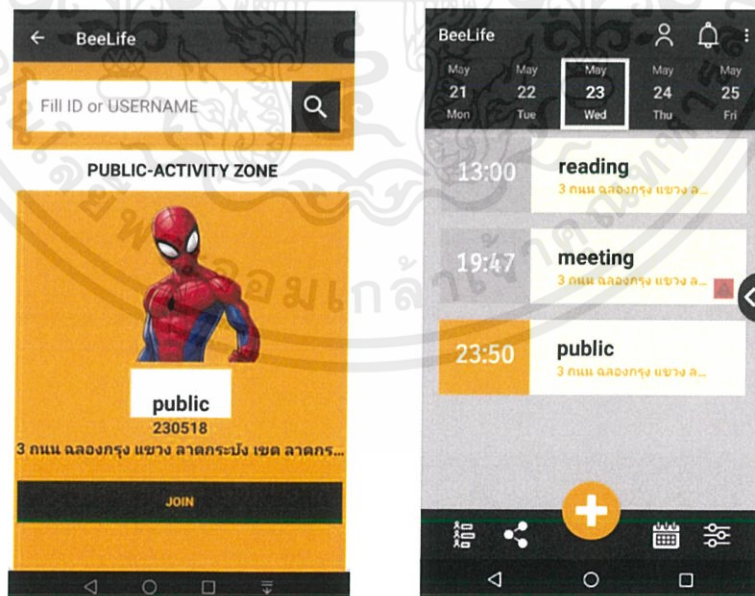 BeeLife
Fill ID or USERNAME
PUBLIC-ACTIVITY ZONE
public
230518
3 ถนน ฉลองกรุง แขวง ลาดกระบัง เขต ลาดกร...
JOIN
BeeLife
May May May May May
21 22 23 24 25
Mon Tue Wed Thu Fri
13:00 reading
3 ถนน ฉลองกรุง แขวง ล...
19:47 meeting
3 ถนน ฉลองกรุง แขวง ล...
23:50 public
3 ถนน ฉลองกรุง แขวง ล...